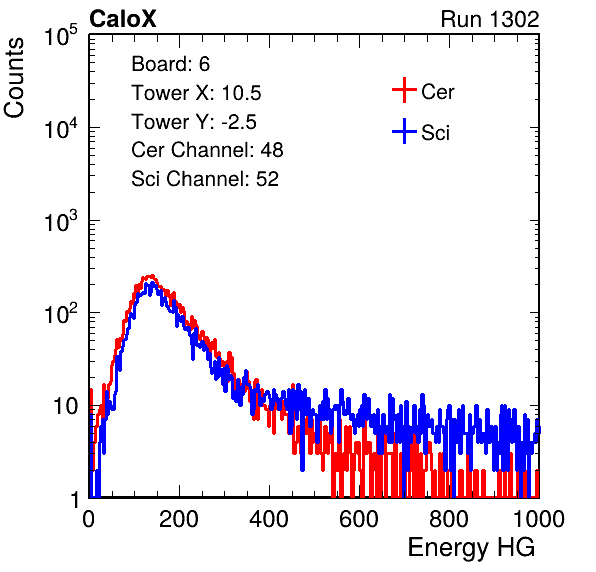 CaloX Run 1302
Counts
Board: 6
Tower X: 10.5
Tower Y: -2.5
Cer Channel: 48
Sci Channel: 52
Cer
Sci
10^5
10^4
10^3
10^2
10
1
0 200 400 600 800 1000
Energy HG